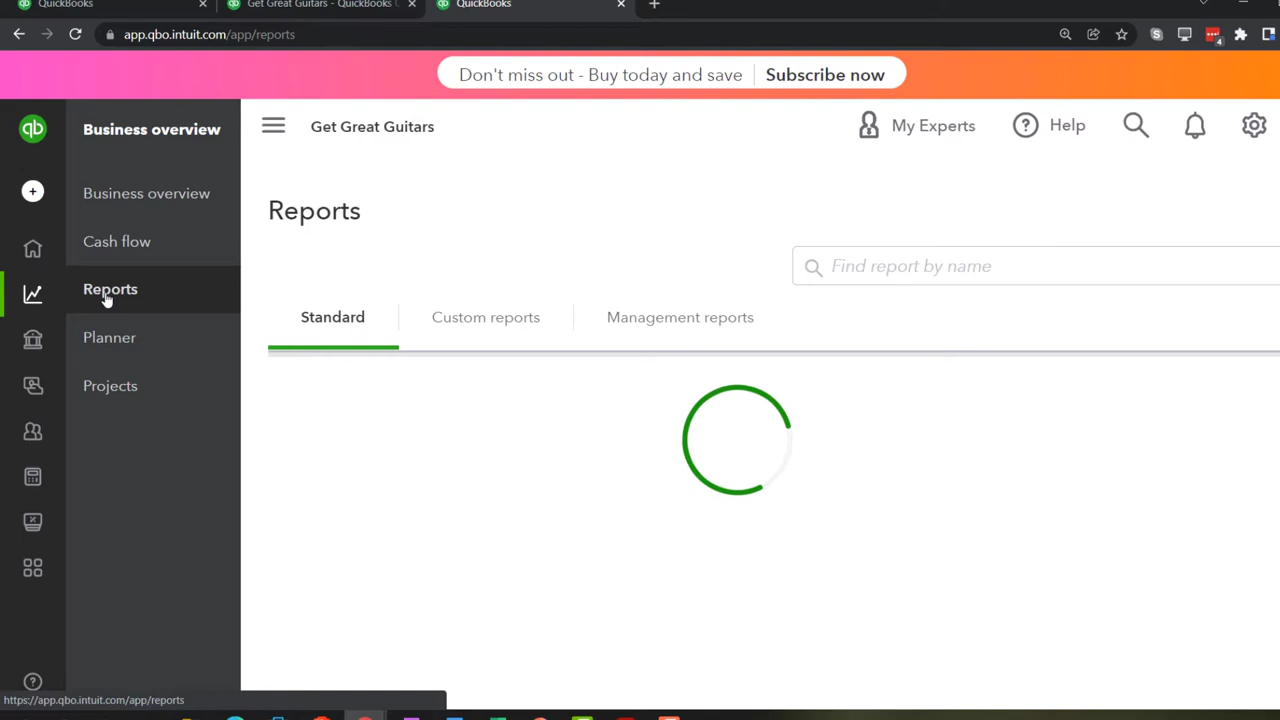 QuickBooks
Get Great Guitars - QuickBooks
QuickBooks
app.qbo.intuit.com/app/reports
4
Don't miss out - Buy today and save
Subscribe now
qb
Business overview
Get Great Guitars
My Experts
Help
Business overview
Cash flow
Reports
Planner
Projects
Reports
Find report by name
Standard
Custom reports
Management reports
https://app.qbo.intuit.com/app/reports